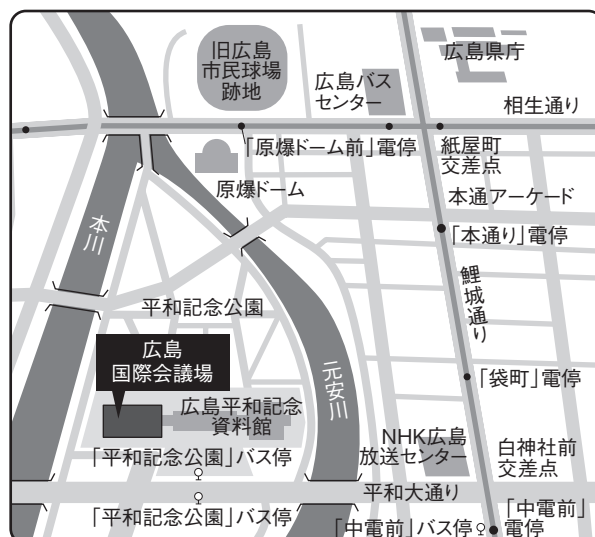 旧広島
市民球場
跡地
広島バス
センター
広島県庁
相生通り
「原爆ドーム前」電停
紙屋町
交差点
原爆ドーム
本通アーケード
「本通り」電停
本川
鯉城通り
平和記念公園
広島
国際会議場
元安川
「袋町」電停
広島平和記念
資料館
NHK広島
放送センター
白神社前
交差点
「平和記念公園」バス停
平和大通り
「平和記念公園」バス停
「中電前」バス停
「中電前」
電停